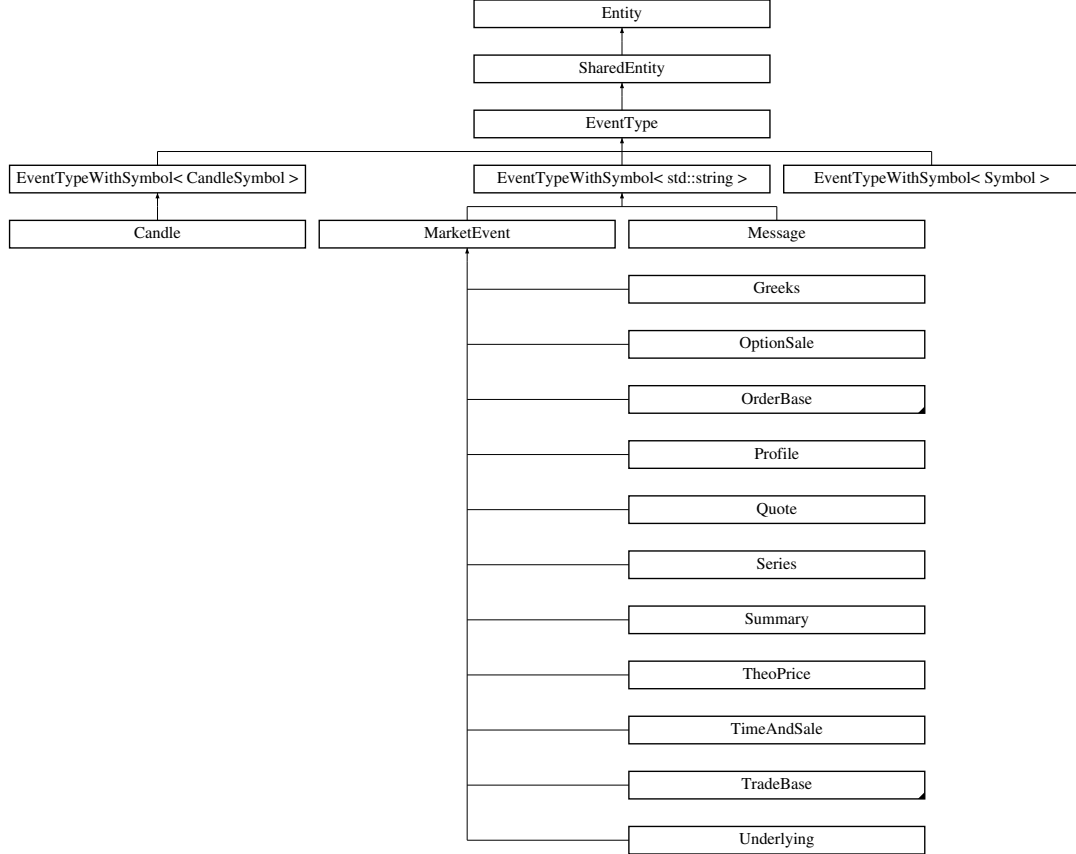 Entity
SharedEntity
EventType
EventTypeWithSymbol< CandleSymbol >
EventTypeWithSymbol< std::string >
EventTypeWithSymbol< Symbol >
Candle
MarketEvent
Message
Greeks
OptionSale
OrderBase
Profile
Quote
Series
Summary
TheoPrice
TimeAndSale
TradeBase
Underlying